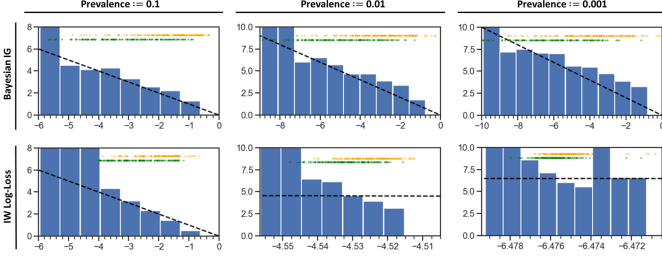 Prevalence := 0.1
Prevalence := 0.01
Prevalence := 0.001
Bayesian IG
8
6
4
2
0
−6 −5 −4 −3 −2 −1 0
10.0
7.5
5.0
2.5
0.0
−8 −6 −4 −2 0
10.0
7.5
5.0
2.5
0.0
−10 −8 −6 −4 −2 0
IW Log-Loss
8
6
4
2
0
−6 −5 −4 −3 −2 −1 0
10.0
7.5
5.0
2.5
0.0
−4.55 −4.54 −4.53 −4.52 −4.51
10.0
7.5
5.0
2.5
0.0
−6.478 −6.476 −6.474 −6.472